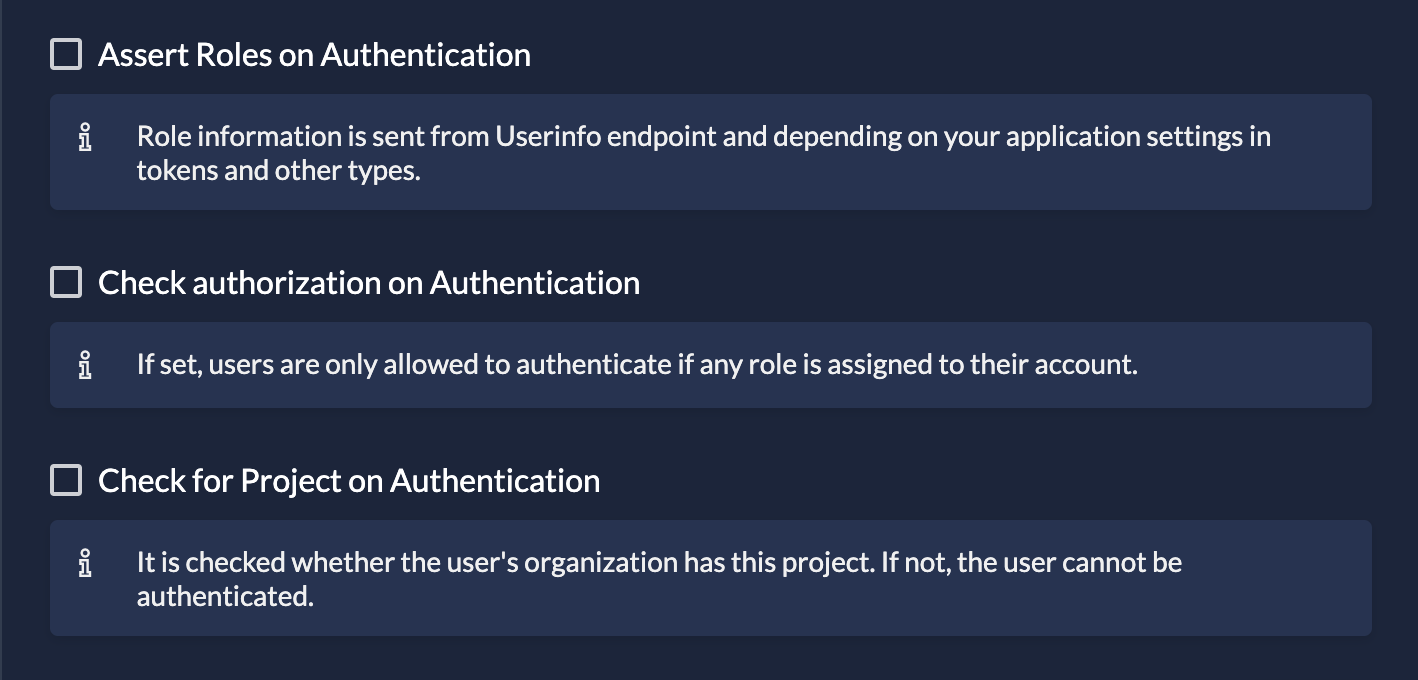 Assert Roles on Authentication
Role information is sent from Userinfo endpoint and depending on your application settings in
tokens and other types.
Check authorization on Authentication
If set, users are only allowed to authenticate if any role is assigned to their account.
Check for Project on Authentication
It is checked whether the user's organization has this project. If not, the user cannot be
authenticated.